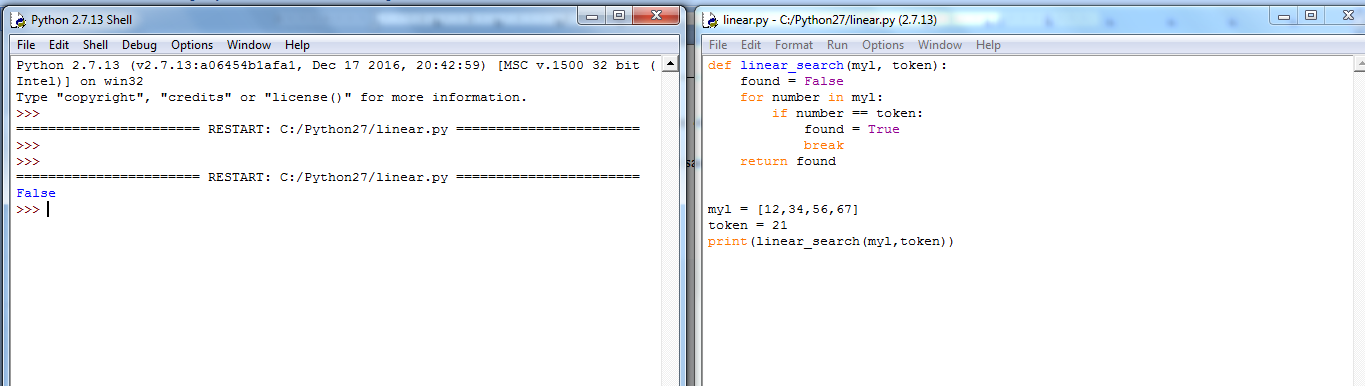 Python 2.7.13 Shell
File Edit Shell Debug Options Window Help
Python 2.7.13 (v2.7.13:a06454b1afa1, Dec 17 2016, 20:42:59) [MSC v.1500 32 bit (
Intel)] on win32
Type "copyright", "credits" or "license()" for more information.
>>>
======================= RESTART: C:/Python27/linear.py =======================
>>>
>>>
======================= RESTART: C:/Python27/linear.py =======================
False
>>>
linear.py - C:/Python27/linear.py (2.7.13)
File Edit Format Run Options Window Help
def linear_search(myl, token):
    found = False
    for number in myl:
        if number == token:
            found = True
            break
    return found
myl = [12,34,56,67]
token = 21
print(linear_search(myl,token))